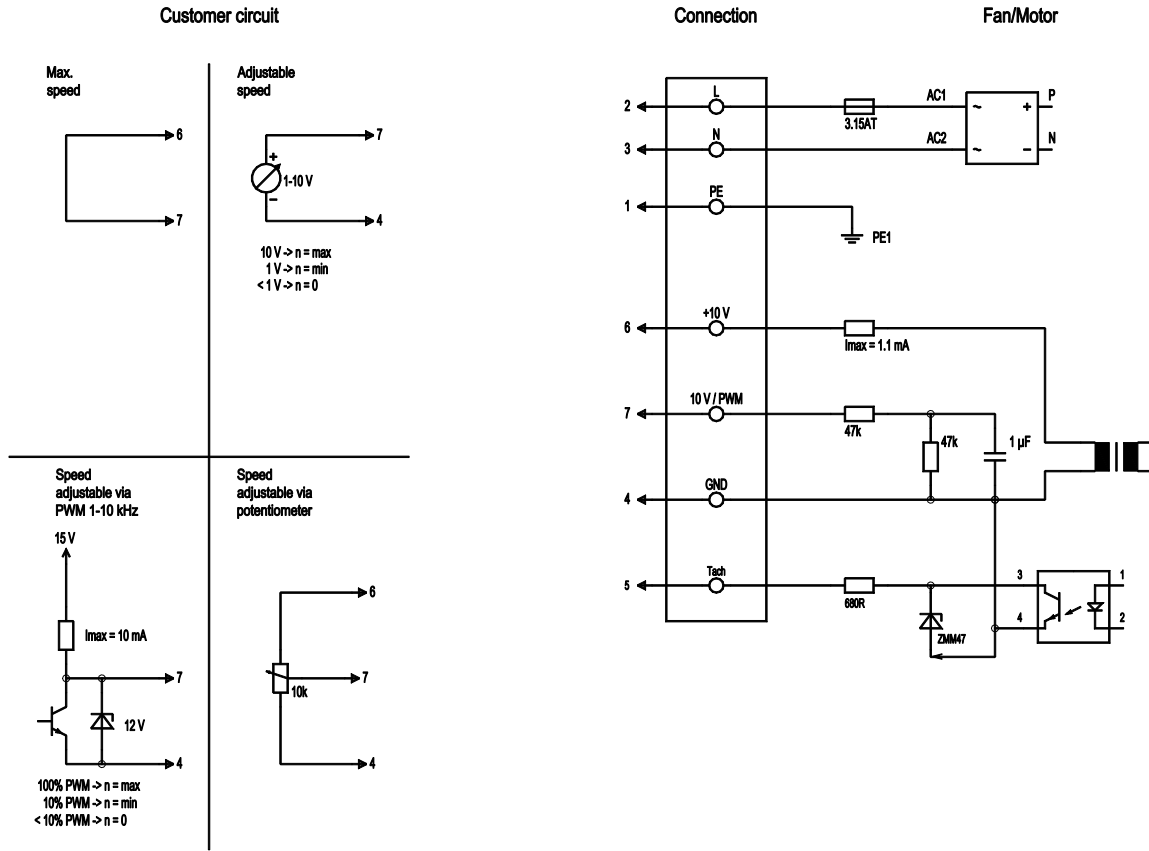 Customer circuit
Connection
Fan/Motor
Max.
speed
6
7
Adjustable
speed
7
+
1-10 V
−
4
10 V -> n = max
1 V -> n = min
< 1 V -> n = 0
Speed
adjustable via
PWM 1-10 kHz
15 V
Imax = 10 mA
7
12 V
4
100% PWM -> n = max
10% PWM -> n = min
< 10% PWM -> n = 0
Speed
adjustable via
potentiometer
6
7
10k
4
2
L
3.15AT
AC1
~
+
P
3
N
AC2
~
−
N
1
PE
PE1
6
+10 V
Imax = 1.1 mA
7
10 V / PWM
47k
47k
1 µF
4
GND
5
Tach
680R
ZMM47
3
4
1
2